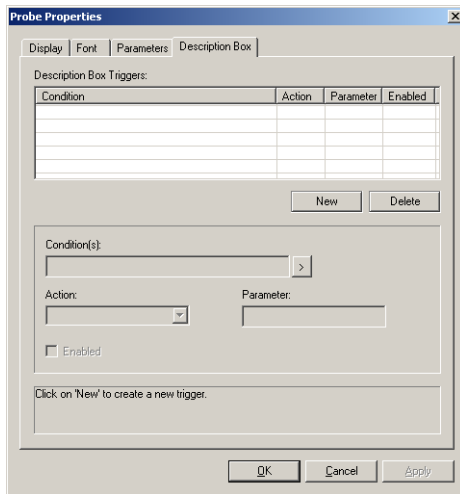 Probe Properties
Display Font Parameters Description Box
Description Box Triggers:
Condition Action Parameter Enabled
New Delete
Condition(s):
>
Action: Parameter:
Enabled
Click on 'New' to create a new trigger.
OK Cancel Apply